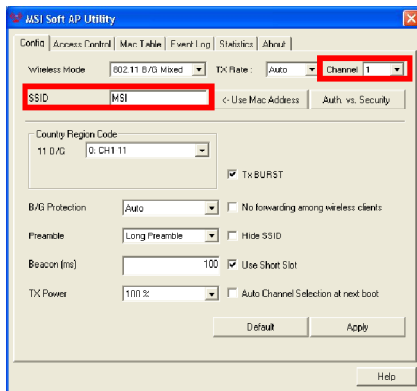 MSI Soft AP Utility
Config Access Control Mac Table Event Log Statistics About
Wireless Mode 802.11 B/G Mixed TX Rate : Auto Channel 1
SSID MSI <- Use Mac Address Auth. vs. Security
Country Region Code
11 B/G 0: CH1-11
Tx BURST
B/G Protection Auto No forwarding among wireless clients
Preamble Long Preamble Hide SSID
Beacon (ms) 100 Use Short Slot
TX Power 100 % Auto Channel Selection at next boot
Default Apply
Help